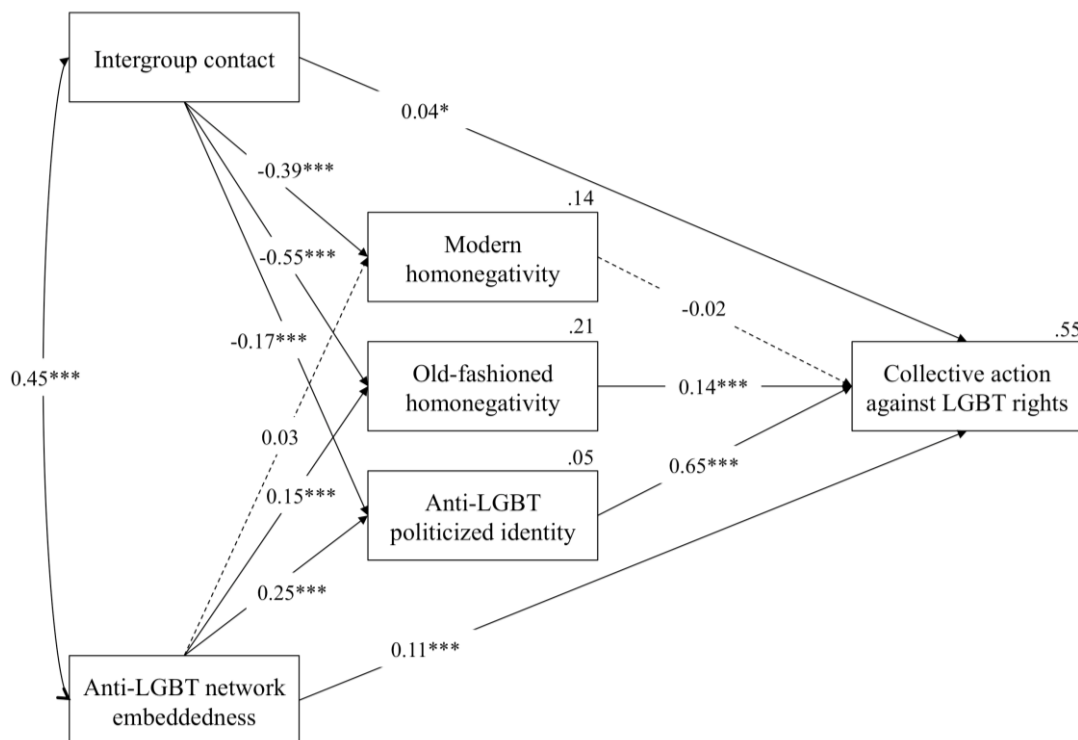 Intergroup contact
0.04*
-0.39***
.14
Modern
homonegativity
-0.55***
-0.02
.21
.55
-0.17***
0.45***
Old-fashioned
homonegativity
0.14***
Collective action
against LGBT rights
0.03
.05
0.65***
0.15***
Anti-LGBT
politicized identity
0.25***
0.11***
Anti-LGBT network
embeddedness